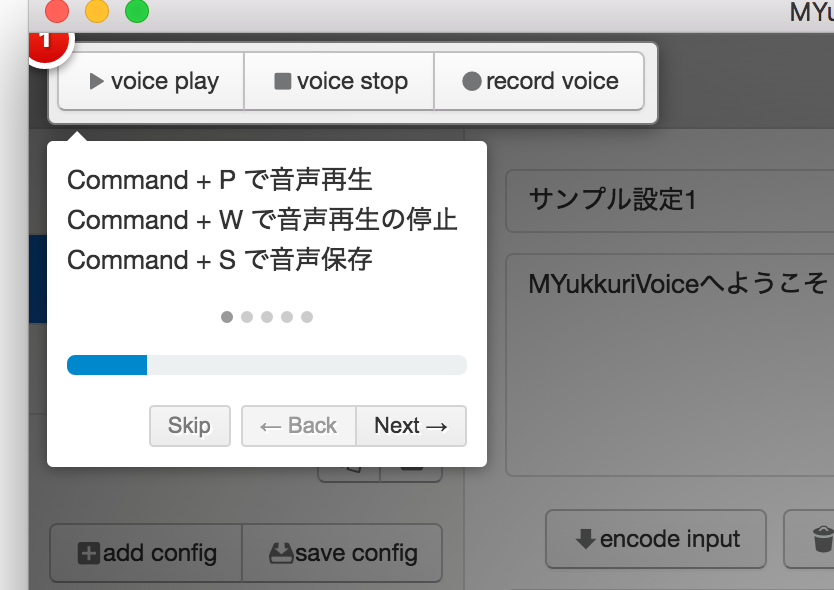 MYu
1
voice play
voice stop
record voice
Command + P で音声再生
Command + W で音声再生の停止
Command + S で音声保存
Skip
← Back
Next →
サンプル設定1
MYukkuriVoiceへようこそ
encode input
add config
save config